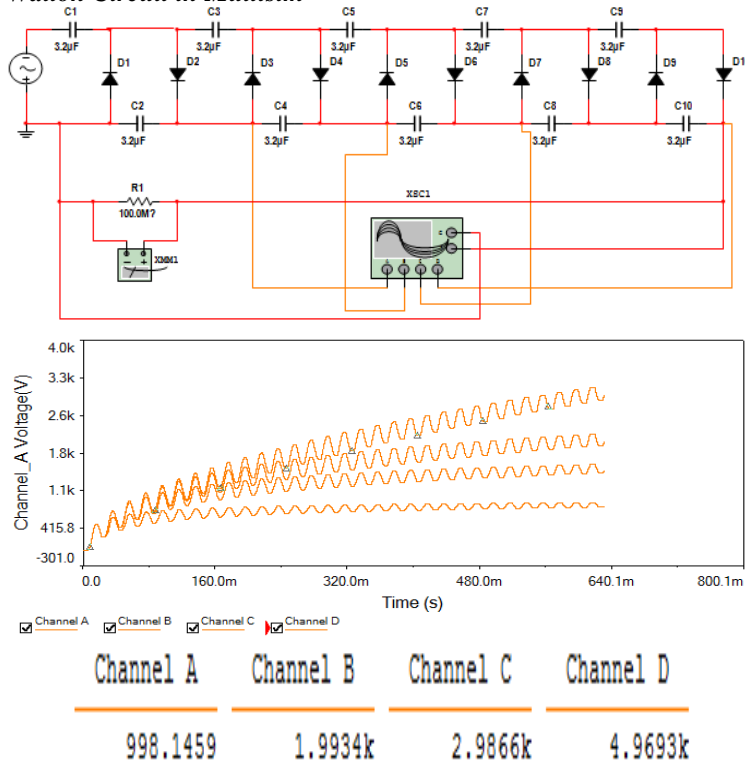 C1 C3 C5 C7 C9
3.2µF 3.2µF 3.2µF 3.2µF 3.2µF
D1 D2 D3 D4 D5 D6 D7 D8 D9 D1
C2 C4 C6 C8 C10
3.2µF 3.2µF 3.2µF 3.2µF 3.2µF
R1
100.0M?
XMM1
XSC1
G
A B C D
4.0k
3.3k
2.6k
1.8k
1.1k
415.8
-301.0
Channel_A Voltage(V)
0.0 160.0m 320.0m 480.0m 640.1m 800.1m
Time (s)
Channel A Channel B Channel C Channel D
Channel A Channel B Channel C Channel D
998.1459 1.9934k 2.9866k 4.9693k